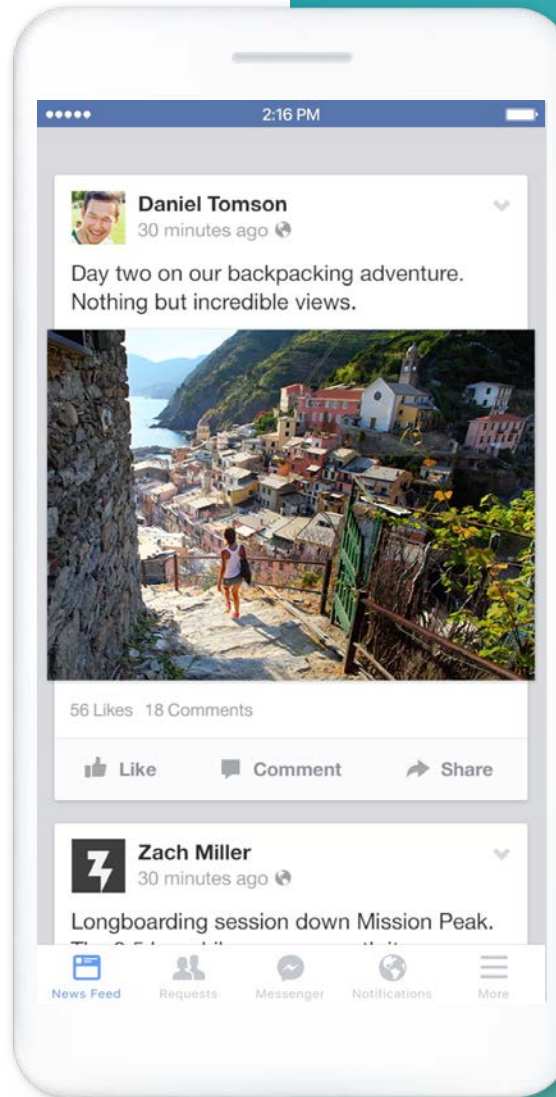 2:16 PM
Daniel Tomson
30 minutes ago
Day two on our backpacking adventure.
Nothing but incredible views.
56 Likes 18 Comments
Like Comment Share
Zach Miller
30 minutes ago
Longboarding session down Mission Peak.
News Feed Requests Messenger Notifications More